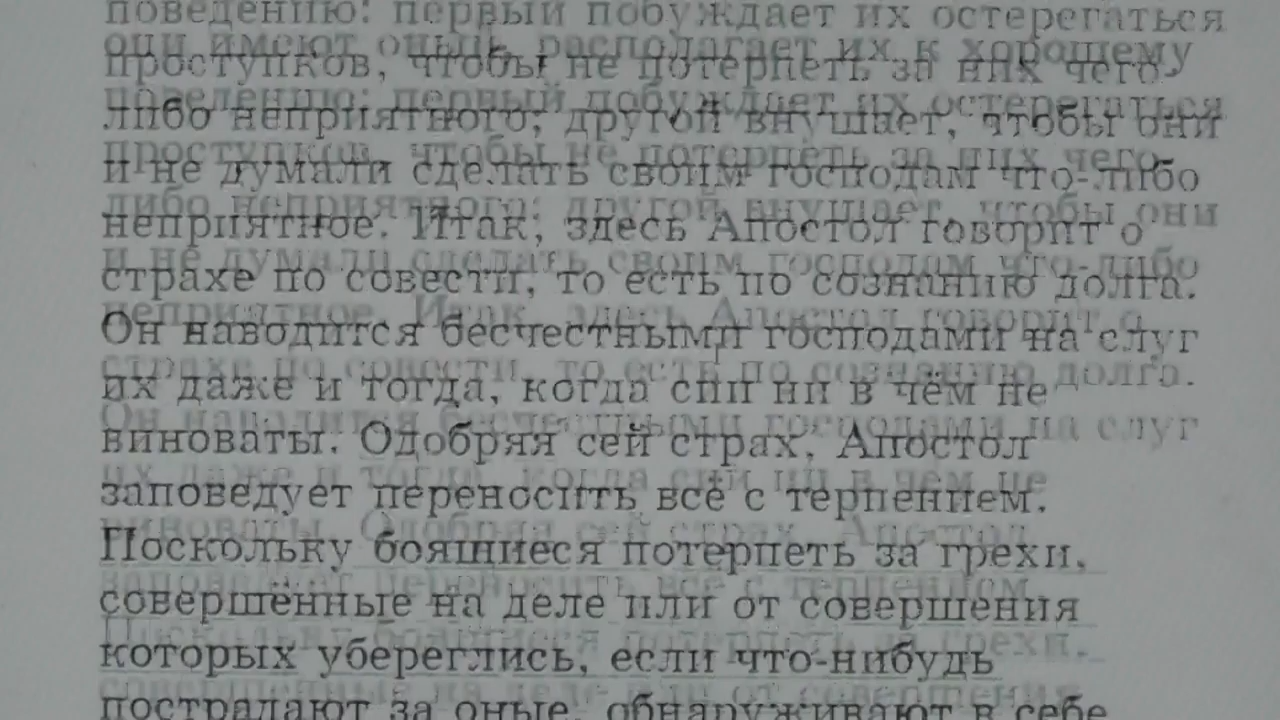 поведению: первый побуждает их остерегаться
проступков, чтобы не потерпеть за них чего-
либо неприятного; другой внушает, чтобы они
и не думали сделать своим господам что-либо
неприятное. Итак, здесь Апостол говорит о
страхе по совести, то есть по сознанию долга.
Он наводится бесчестными господами на слуг
их даже и тогда, когда сии ни в чём не
виноваты. Одобряя сей страх, Апостол
заповедует переносить всё с терпением.
Поскольку боящиеся потерпеть за грехи,
совершённые на деле или от совершения
которых убереглись, если что-нибудь
пострадают за оные, обнаруживают в себе